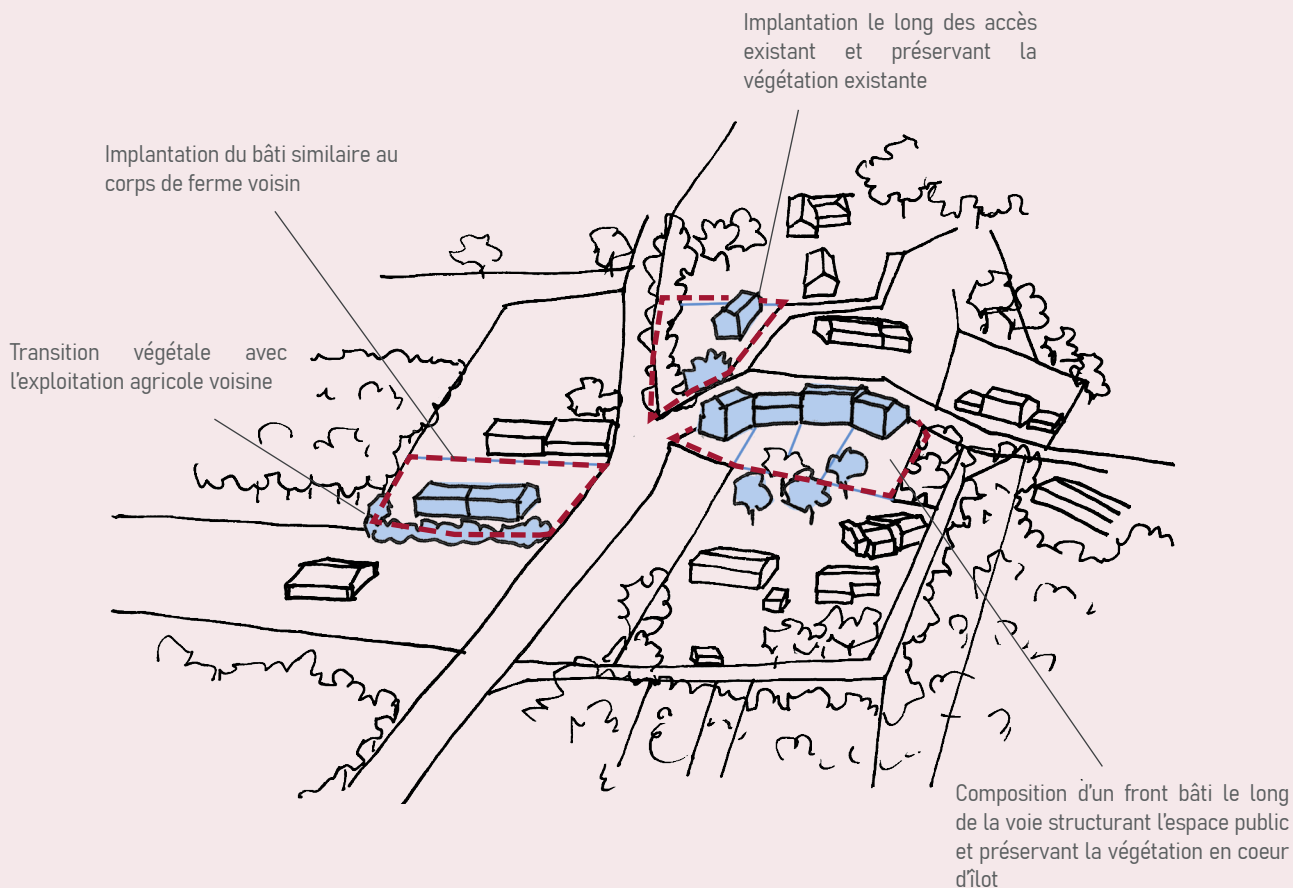 Implantation le long des accès
existant et préservant la
végétation existante
Implantation du bâti similaire au
corps de ferme voisin
Transition végétale avec
l'exploitation agricole voisine
Composition d'un front bâti le long
de la voie structurant l'espace public
et préservant la végétation en coeur
d'îlot